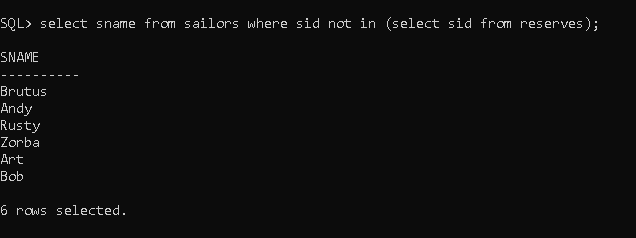 SQL> select sname from sailors where sid not in (select sid from reserves);
SNAME
----------
Brutus
Andy
Rusty
Zorba
Art
Bob
6 rows selected.